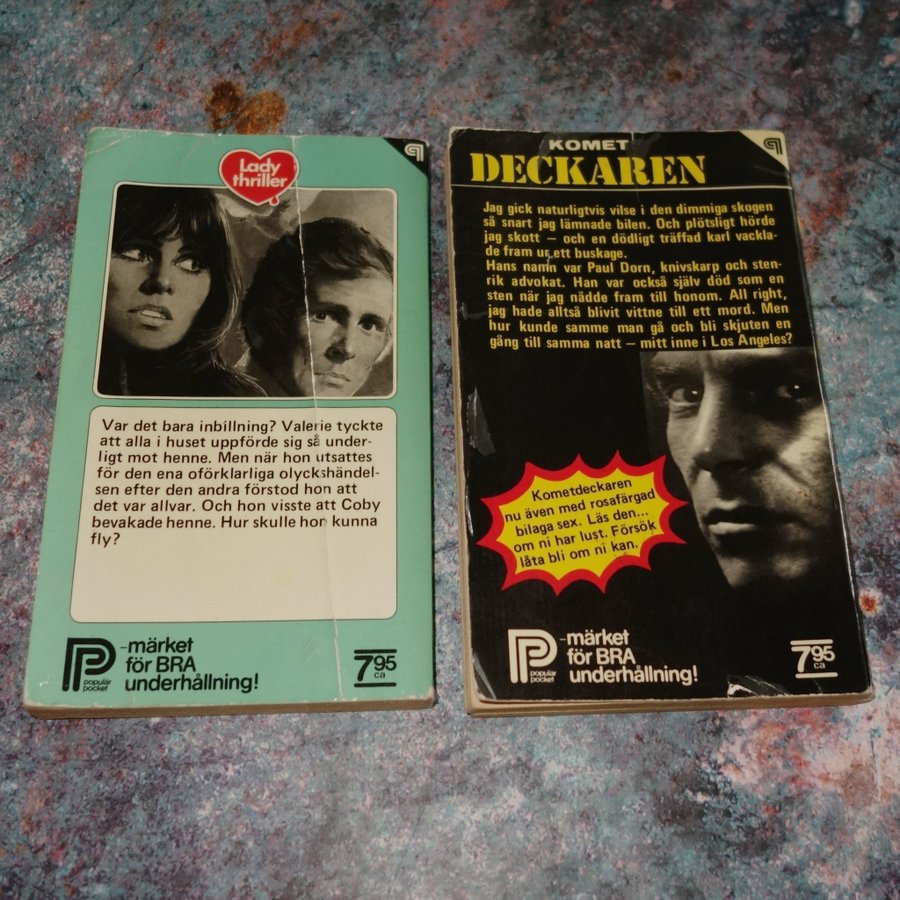 Lady
thriller
Var det bara inbillning? Valerie tyckte
att alla i huset uppförde sig så under-
ligt mot henne. Men när hon utsattes
för den ena oförklarliga olyckshändel-
sen efter den andra förstod hon att
det var allvar. Och hon visste att Coby
bevakade henne. Hur skulle hon kunna
fly?
P
populär
pocket
-märket
för BRA
underhållning!
795
ca
KOMET
DECKAREN
Jag gick naturligtvis vilse i den dimmiga skogen
så snart jag lämnade bilen. Och plötsligt hörde
jag skott – och en dödligt träffad karl vackla-
de fram ur ett buskage.
Hans namn var Paul Dorn, knivskarp och sten-
rik advokat. Han var också själv död som en
sten när jag nådde fram till honom. All right,
jag hade alltså blivit vittne till ett mord. Men
hur kunde samme man gå och bli skjuten en
gång till samma natt – mitt inne i Los Angeles?
Kometdeckaren
nu även med rosafärgad
bilaga sex. Läs den...
om ni har lust. Försök
låta bli om ni kan.
P
populär
pocket
-märket
för BRA
underhållning!
795
ca